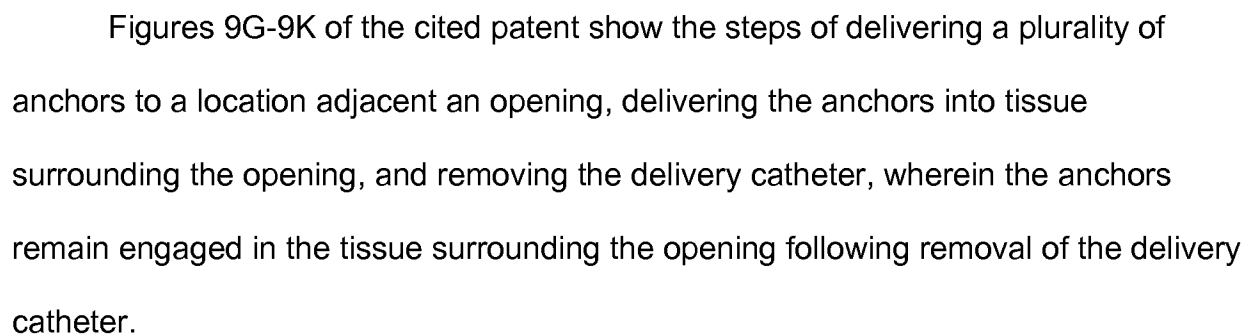 Figures 9G-9K of the cited patent show the steps of delivering a plurality of
anchors to a location adjacent an opening, delivering the anchors into tissue
surrounding the opening, and removing the delivery catheter, wherein the anchors
remain engaged in the tissue surrounding the opening following removal of the delivery
catheter.